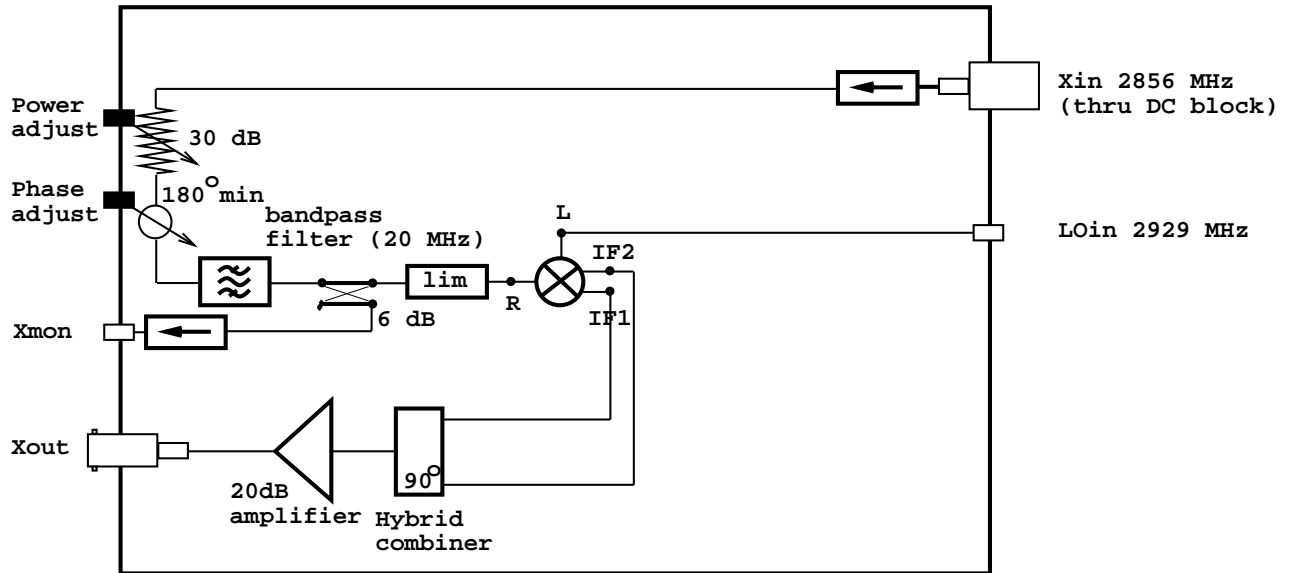 Xin 2856 MHz
(thru DC block)
Power
adjust
30 dB
Phase
adjust
180° min
bandpass
filter (20 MHz)
L
LOin 2929 MHz
IF2
lim
R
IF1
6 dB
Xmon
Xout
90°
20dB
amplifier
Hybrid
combiner